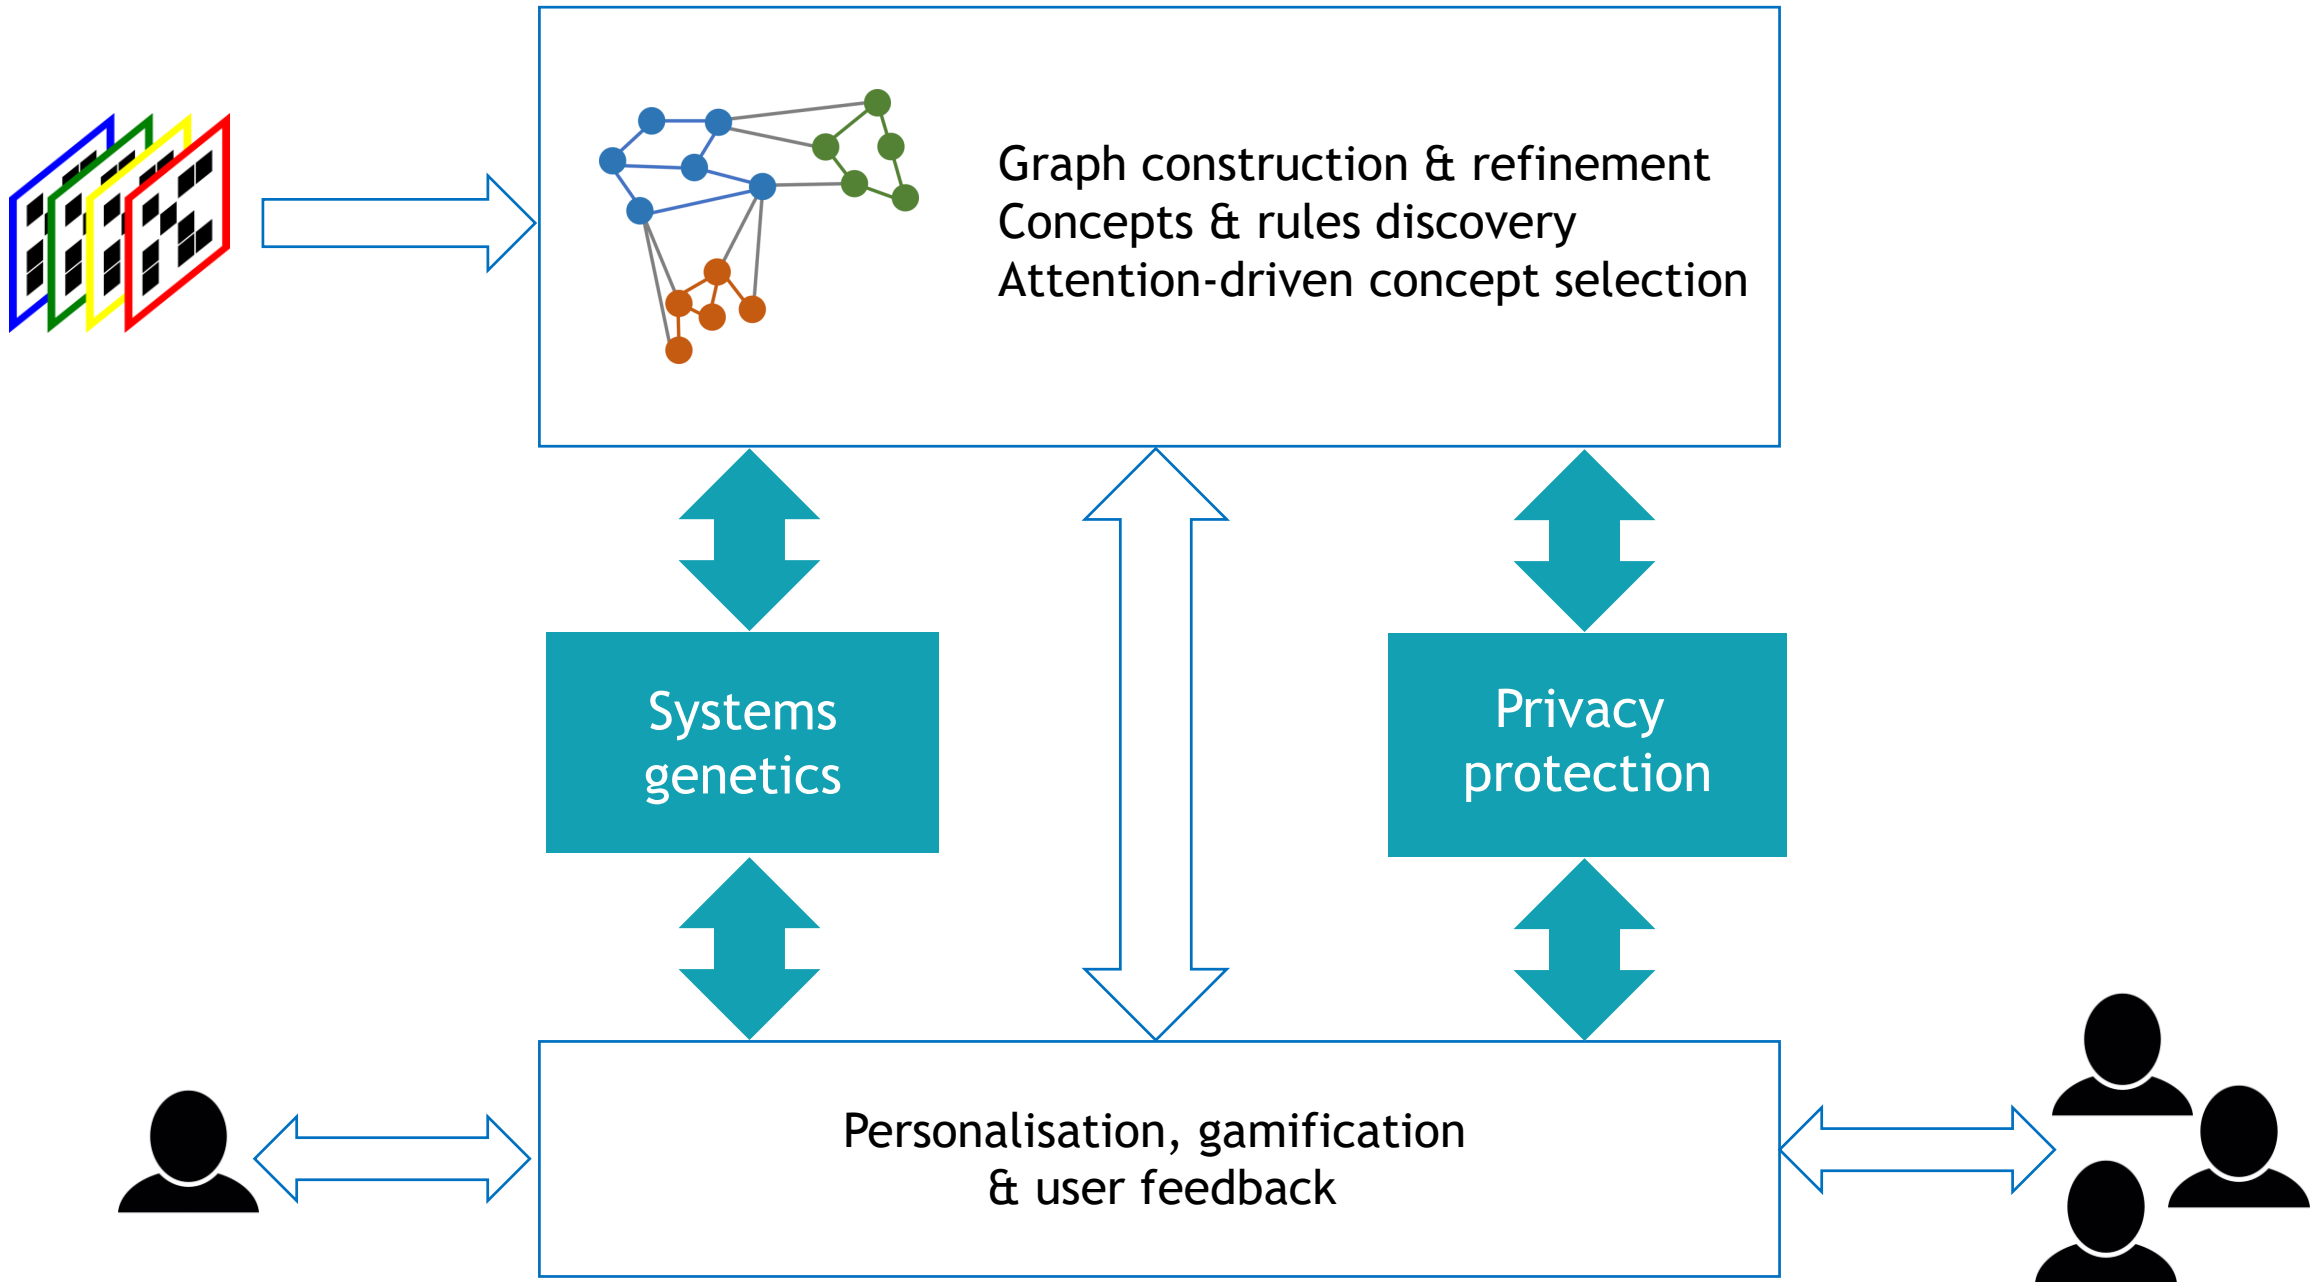 Graph construction & refinement
Concepts & rules discovery
Attention-driven concept selection
Systems
genetics
Privacy
protection
Personalisation, gamification
& user feedback